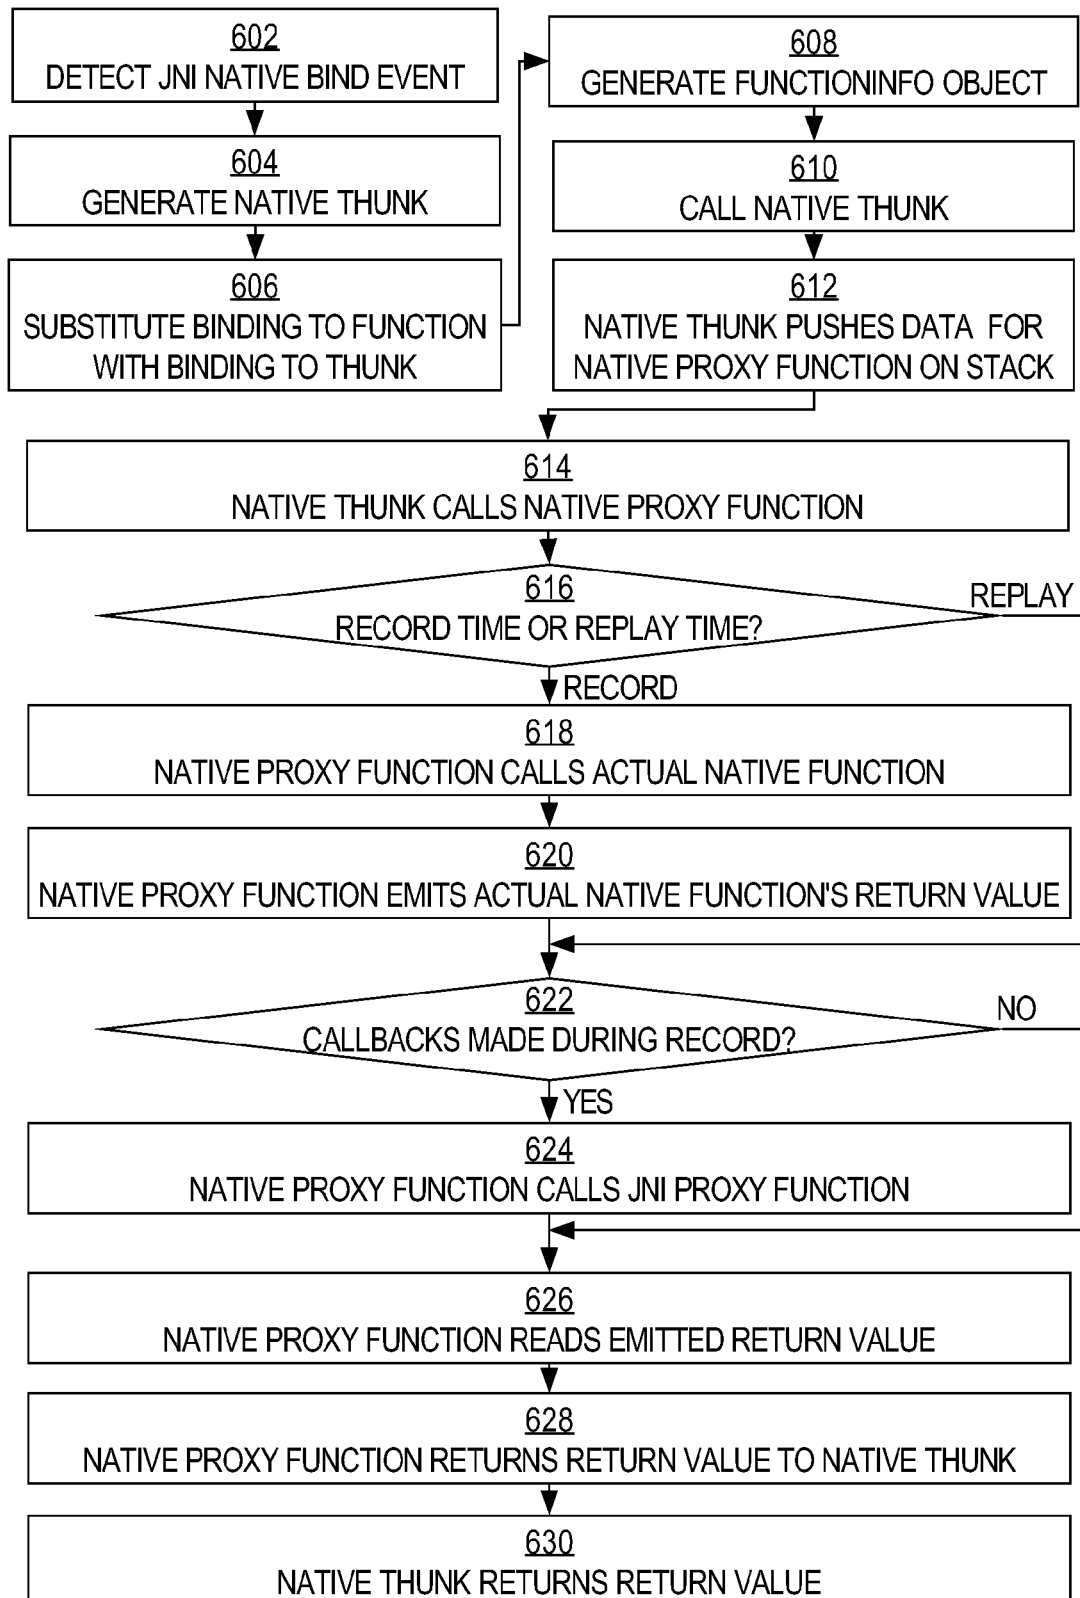 602
DETECT JNI NATIVE BIND EVENT
604
GENERATE NATIVE THUNK
606
SUBSTITUTE BINDING TO FUNCTION
WITH BINDING TO THUNK
608
GENERATE FUNCTIONINFO OBJECT
610
CALL NATIVE THUNK
612
NATIVE THUNK PUSHES DATA FOR
NATIVE PROXY FUNCTION ON STACK
614
NATIVE THUNK CALLS NATIVE PROXY FUNCTION
616
RECORD TIME OR REPLAY TIME?
REPLAY
RECORD
618
NATIVE PROXY FUNCTION CALLS ACTUAL NATIVE FUNCTION
620
NATIVE PROXY FUNCTION EMITS ACTUAL NATIVE FUNCTION'S RETURN VALUE
622
CALLBACKS MADE DURING RECORD?
NO
YES
624
NATIVE PROXY FUNCTION CALLS JNI PROXY FUNCTION
626
NATIVE PROXY FUNCTION READS EMITTED RETURN VALUE
628
NATIVE PROXY FUNCTION RETURNS RETURN VALUE TO NATIVE THUNK
630
NATIVE THUNK RETURNS RETURN VALUE